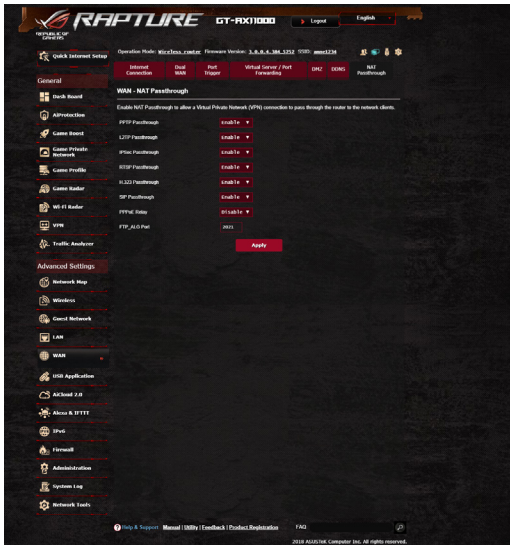 REPUBLIC OF
GAMERS
RAPTURE GT-AX11000 Logout English
Quick Internet Setup
Operation Mode: Wireless router Firmware Version: 3.0.0.4.384_5252 SSID:
Internet Connection
Dual WAN
Port Trigger
Virtual Server / Port Forwarding
DMZ
DDNS
NAT Passthrough
WAN - NAT Passthrough
Enable NAT Passthrough to allow a Virtual Private Network (VPN) connection to pass through the router to the network clients.
PPTP Passthrough Enable
L2TP Passthrough Enable
IPSec Passthrough Enable
RTSP Passthrough Enable
H.323 Passthrough Enable
SIP Passthrough Enable
PPPoE Relay Disable
FTP_ALG Port 2021
Apply
General
Dash Board
AiProtection
Game Boost
Game Private
Network
Game Profile
Game Radar
Wi-Fi Radar
VPN
Traffic Analyzer
Advanced Settings
Network Map
Wireless
Guest Network
LAN
WAN
USB Application
AiCloud 2.0
Alexa & IFTTT
IPv6
Firewall
Administration
System Log
Network Tools
Help & Support Manual | Utility | Feedback | Product Registration FAQ
2018 ASUSTeK Computer Inc. All rights reserved.